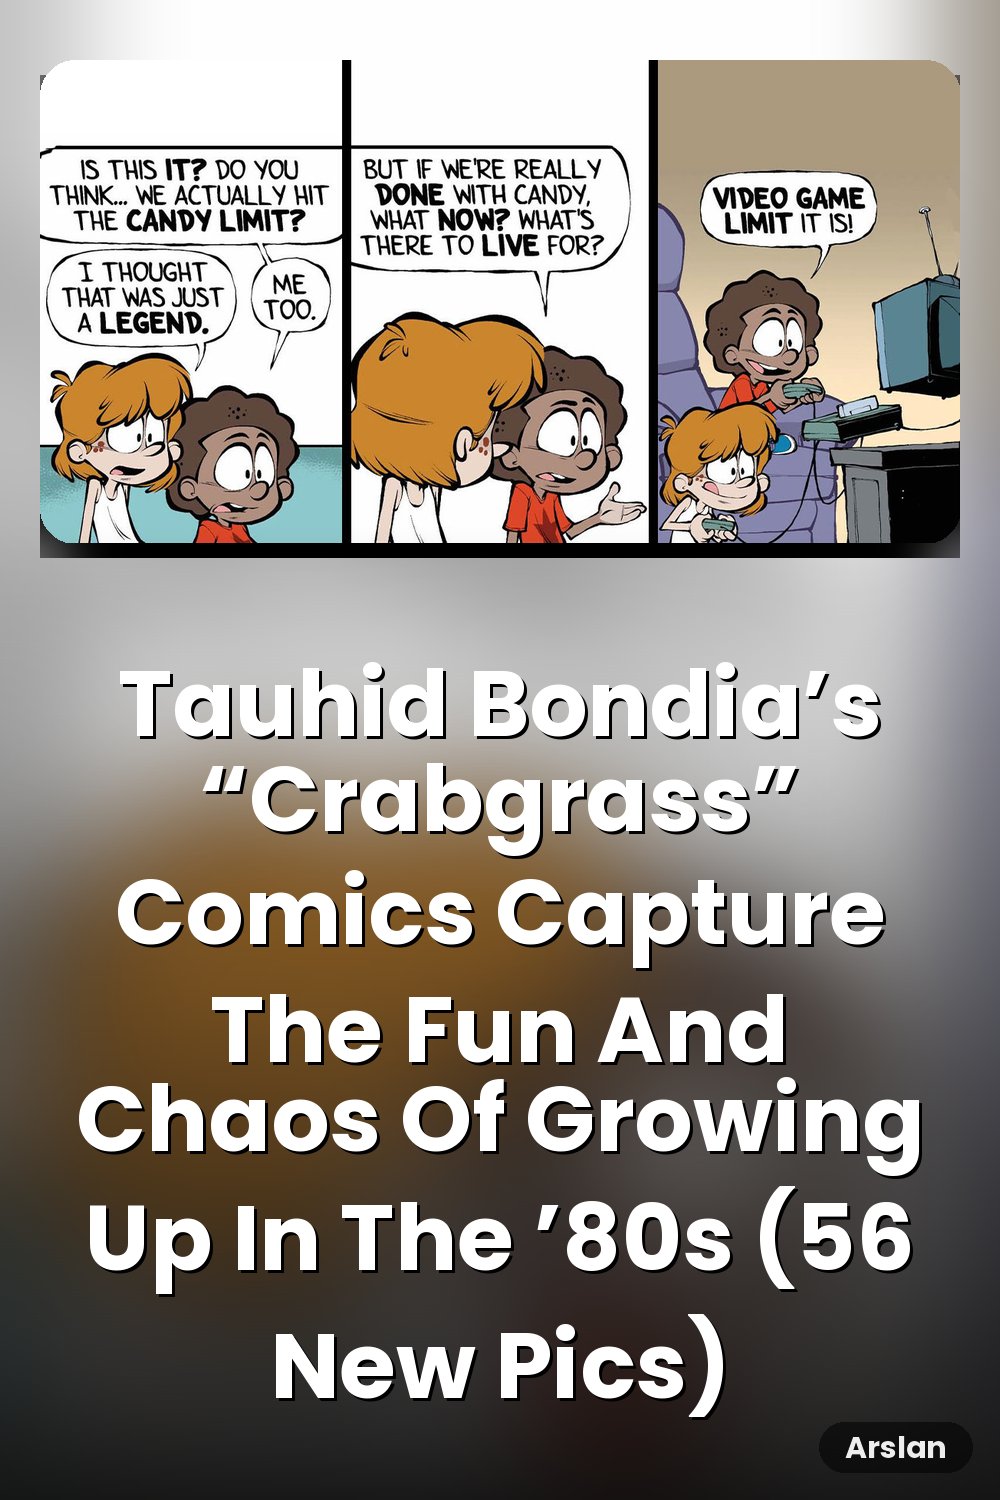 IS THIS IT? DO YOU
THINK... WE ACTUALLY HIT
THE CANDY LIMIT?
I THOUGHT
THAT WAS JUST
A LEGEND.
ME
TOO.
BUT IF WE'RE REALLY
DONE WITH CANDY,
WHAT NOW? WHAT'S
THERE TO LIVE FOR?
VIDEO GAME
LIMIT IT IS!
Tauhid Bondia’s
“Crabgrass”
Comics Capture
The Fun And
Chaos Of Growing
Up In The ’80s (56
New Pics)
Arslan